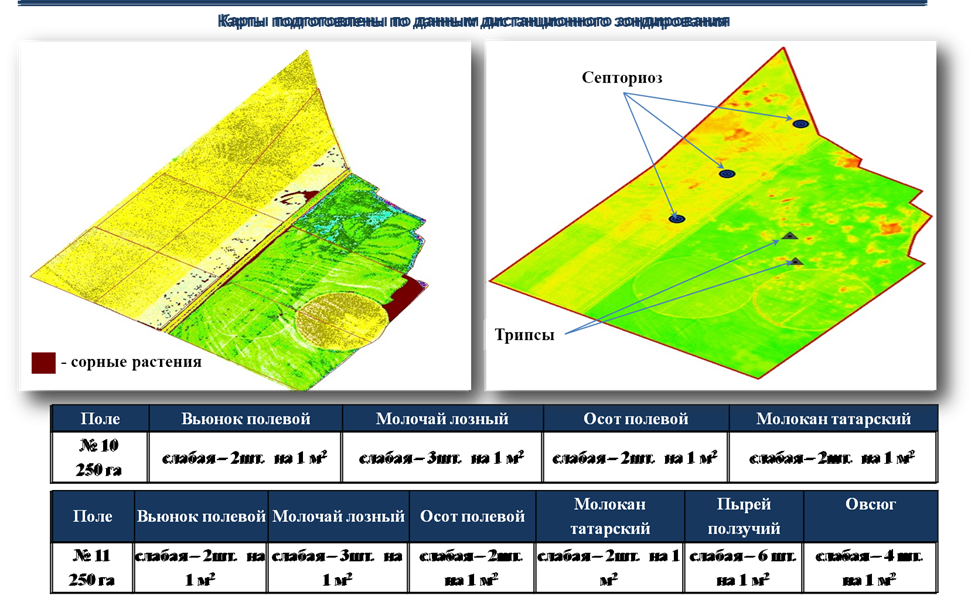 Карты подготовлены по данным дистанционного зондирования
Септориоз
Трипсы
- сорные растения
Поле Вьюнок полевой Молочай лозный Осот полевой Молокан татарский
№ 10
250 га
слабая – 2шт. на 1 м²
слабая – 3шт. на 1 м²
слабая – 2шт. на 1 м²
слабая – 2шт. на 1 м²
Поле Вьюнок полевой Молочай лозный Осот полевой
Молокан
татарский
Пырей
ползучий
Овсюг
№ 11
250 га
слабая – 2шт. на
1 м²
слабая – 3шт. на
1 м²
слабая – 2шт.
на 1 м²
слабая – 2шт. на 1
м²
слабая – 6 шт.
на 1 м²
слабая – 4 шт.
на 1 м²